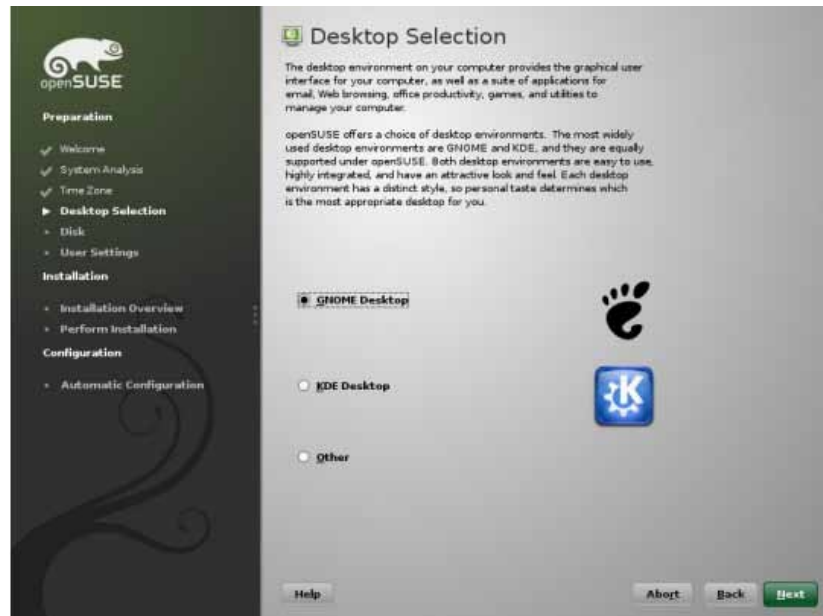 openSUSE
Preparation
Welcome
System Analysis
Time Zone
Desktop Selection
Disk
User Settings
Installation
Installation Overview
Perform Installation
Configuration
Automatic Configuration
Desktop Selection
The desktop environment on your computer provides the graphical user
interface for your computer, as well as a suite of applications for
email, Web browsing, office productivity, games, and utilities to
manage your computer.
openSUSE offers a choice of desktop environments. The most widely
used desktop environments are GNOME and KDE, and they are equally
supported under openSUSE. Both desktop environments are easy to use,
highly integrated, and have an attractive look and feel. Each desktop
environment has a distinct style, so personal taste determines which
is the most appropriate desktop for you.
GNOME Desktop
KDE Desktop
K
Other
Help
Abort
Back
Next